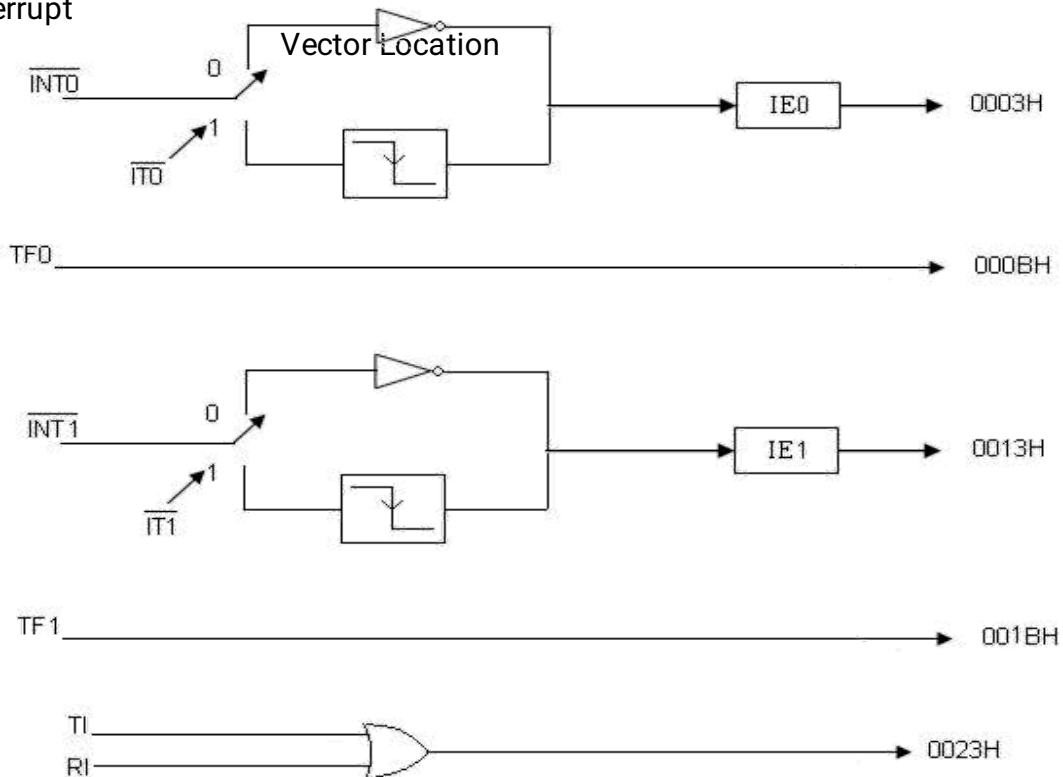 errupt
Vector Location
INT0
0
1
IT0
IE0
0003H
TF0
000BH
INT1
0
1
IT1
IE1
0013H
TF1
001BH
TI
RI
0023H